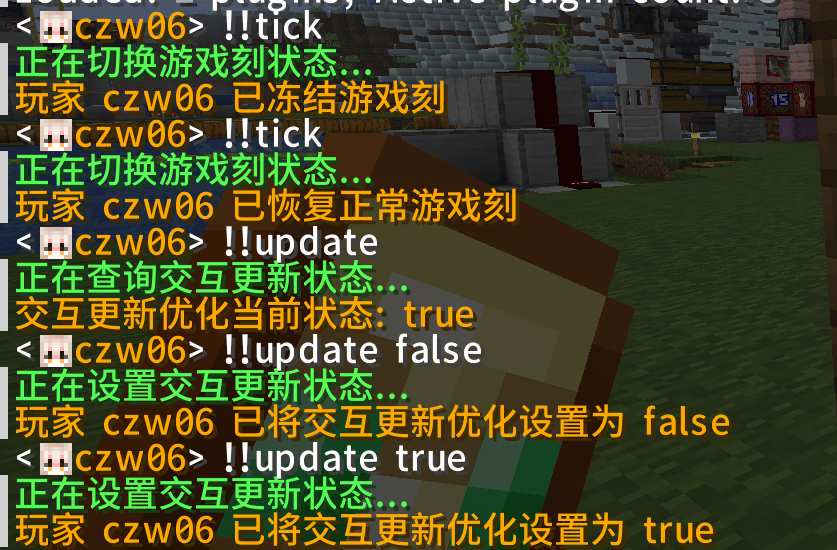 plugins, Active plugin count:
<czw06> !!tick
正在切换游戏刻状态...
玩家 czw06 已冻结游戏刻
<czw06> !!tick
正在切换游戏刻状态...
玩家 czw06 已恢复正常游戏刻
<czw06> !!update
正在查询交互更新状态...
交互更新优化当前状态: true
<czw06> !!update false
正在设置交互更新状态...
玩家 czw06 已将交互更新优化设置为 false
<czw06> !!update true
正在设置交互更新状态...
玩家 czw06 已将交互更新优化设置为 true
15